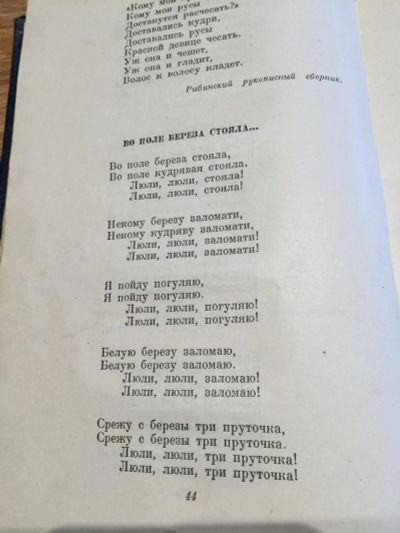 «Кому мои
Кому мои русы
Достанутся расчесать?»
Доставались кудри,
Доставались русы
Красной девице чесать.
Уж она и чешет,
Уж она и гладит,
Волос к волосу кладет.
Рыбинский рукописный сборник.
ВО ПОЛЕ БЕРЕЗА СТОЯЛА...
Во поле береза стояла,
Во поле кудрявая стояла.
Люли, люли, стояла!
Люли, люли, стояла!
Некому березу заломати,
Некому кудряву заломати,
Люли, люли, заломати!
Люли, люли, заломати!
Я пойду погуляю,
Я пойду погуляю.
Люли, люли, погуляю!
Люли, люли, погуляю!
Белую березу заломаю,
Белую березу заломаю.
Люли, люли, заломаю!
Люли, люли, заломаю!
Срежу с березы три пруточка,
Срежу с березы три пруточка.
Люли, люли, три пруточка!
Люли, люли, три пруточка!
44